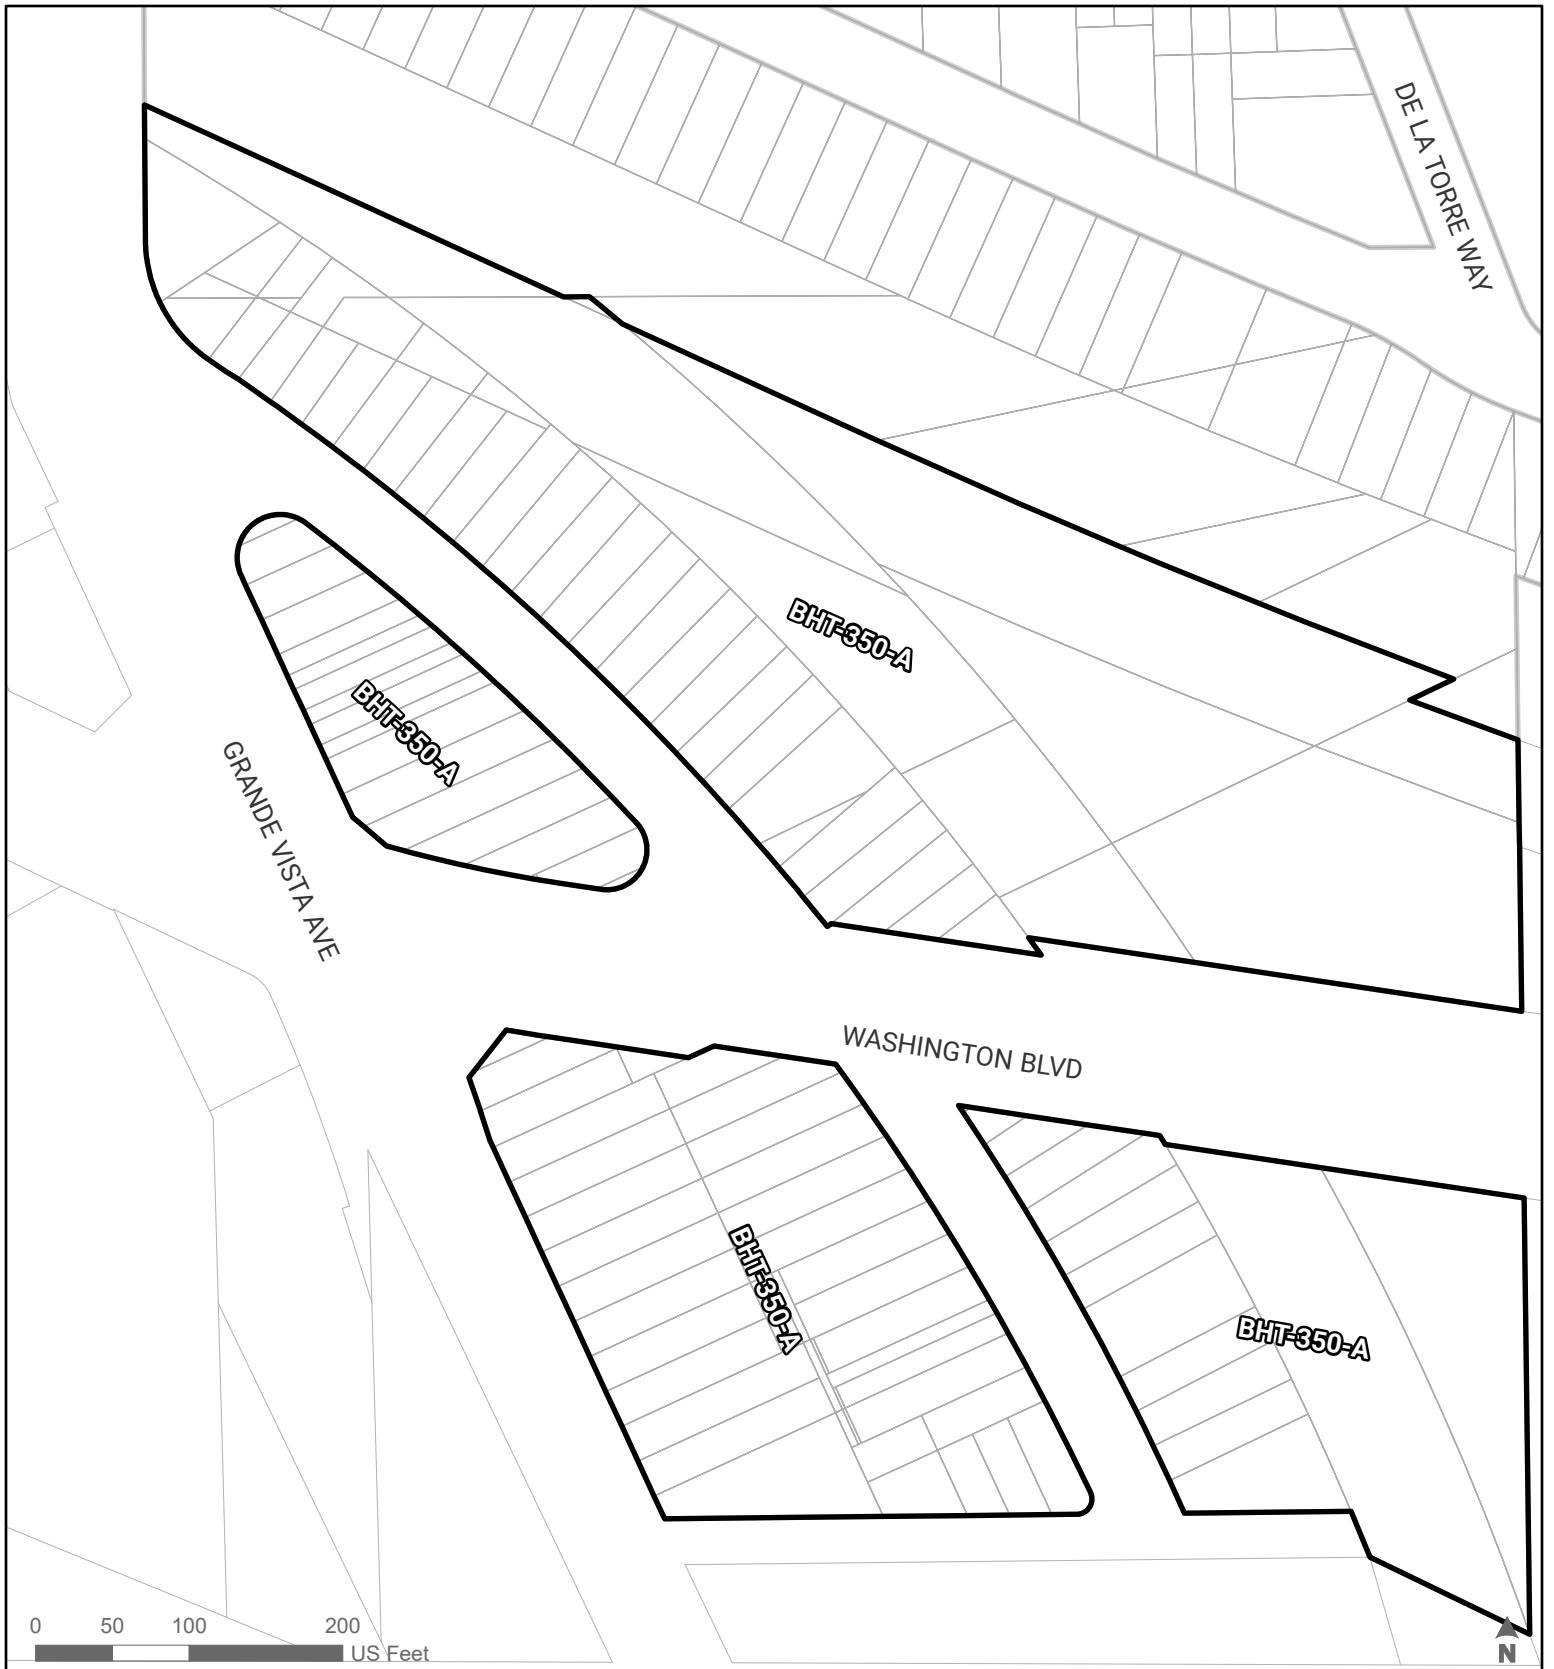 DE LA TORRE WAY
BHT-350-A
BHT-350-A
GRANDE VISTA AVE
WASHINGTON BLVD
BHT-350-A
BHT-350-A
0 50 100 200
US Feet
N